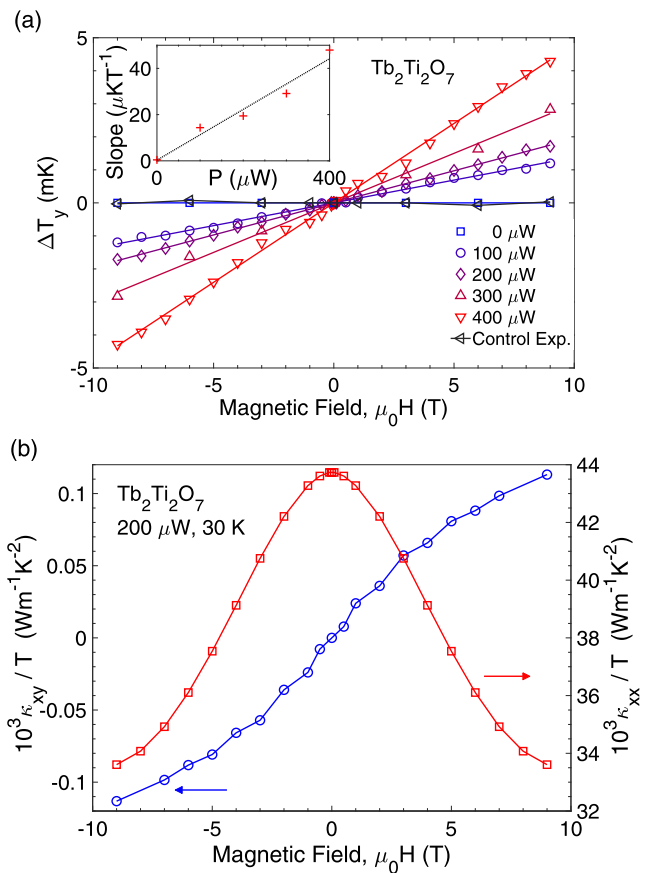 (a)
Slope (μKT⁻¹)
40
20
0
0
P (μW)
400
Tb₂Ti₂O₇
ΔT_y (mK)
5
0
-5
0 μW
100 μW
200 μW
300 μW
400 μW
Control Exp.
-10
-5
0
5
10
Magnetic Field, μ₀H (T)
(b)
Tb₂Ti₂O₇
200 μW, 30 K
10³κ_xy / T (Wm⁻¹K⁻²)
0.1
0.05
0
-0.05
-0.1
10³κ_xx / T (Wm⁻¹K⁻²)
44
42
40
38
36
34
32
-10
-5
0
5
10
Magnetic Field, μ₀H (T)